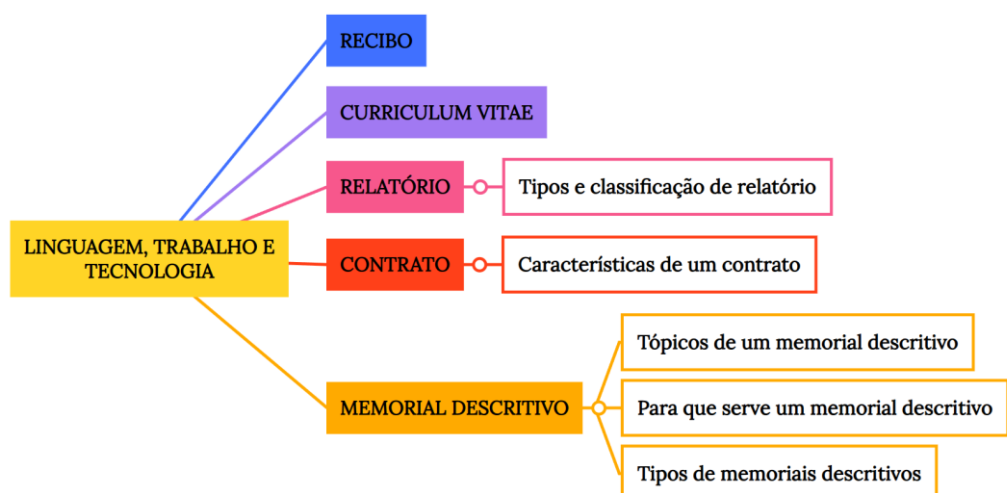 RECIBO
CURRICULUM VITAE
RELATÓRIO
Tipos e classificação de relatório
LINGUAGEM, TRABALHO E
TECNOLOGIA
CONTRATO
Características de um contrato
MEMORIAL DESCRITIVO
Tópicos de um memorial descritivo
Para que serve um memorial descritivo
Tipos de memoriais descritivos